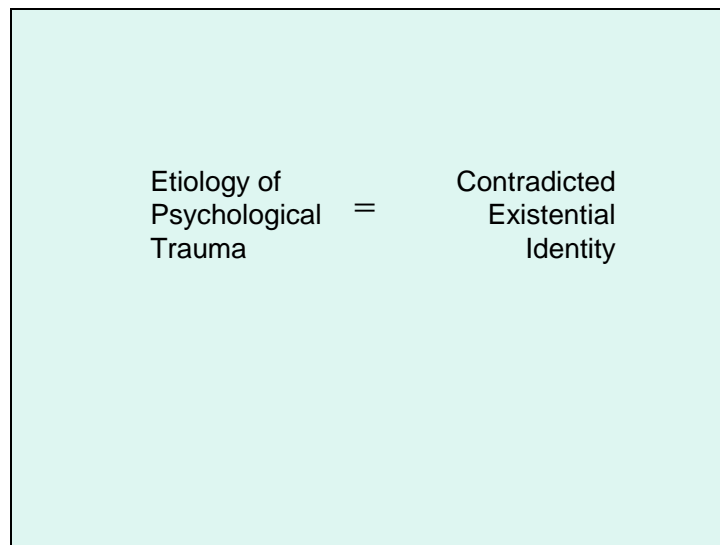 Etiology of
Psychological
Trauma
=
Contradicted
Existential
Identity